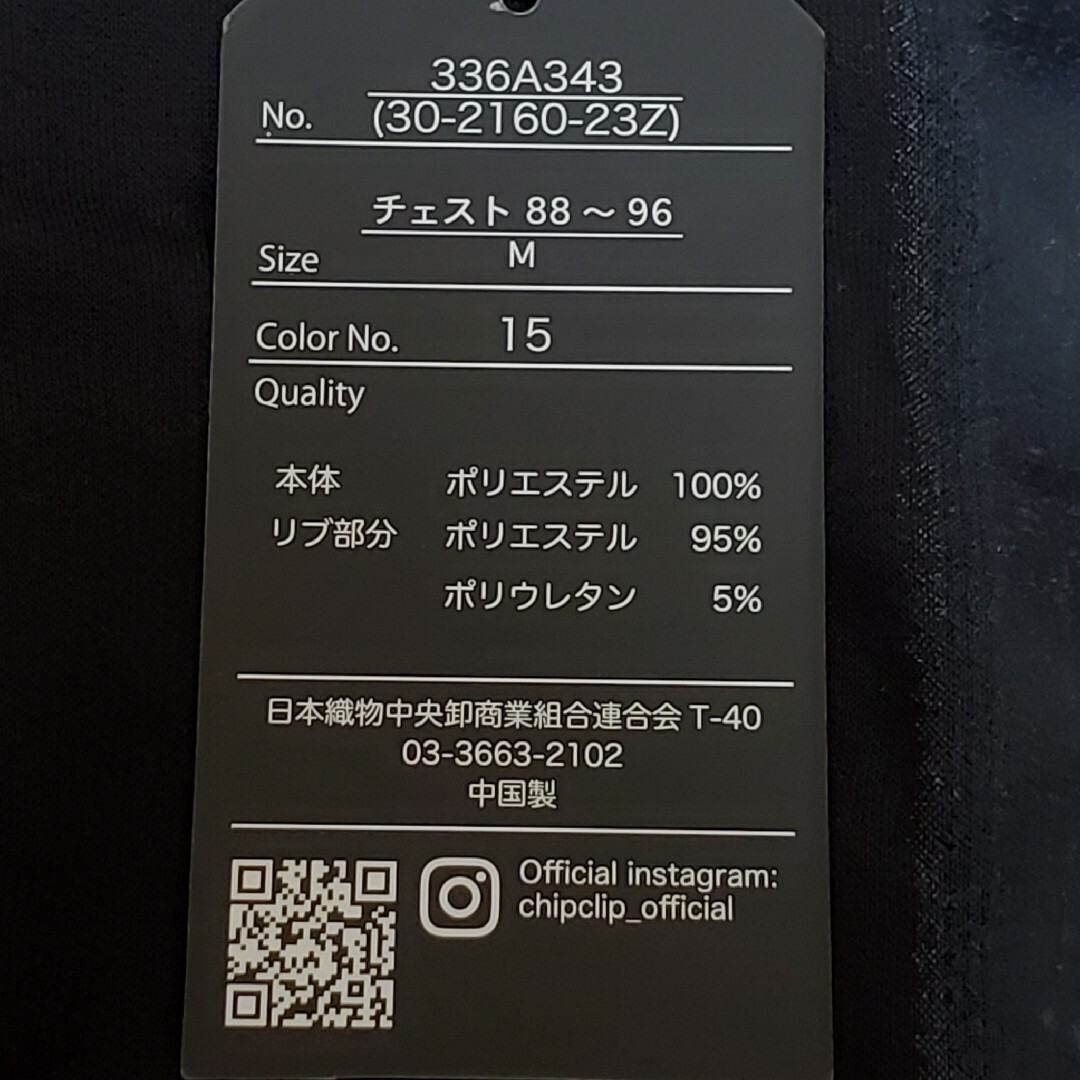 336A343
No. (30-2160-23Z)
チェスト 88 〜 96
Size M
Color No. 15
Quality
本体 ポリエステル 100%
リブ部分 ポリエステル 95%
ポリウレタン 5%
日本織物中央卸商業組合連合会 T-40
03-3663-2102
中国製
Official instagram:
chipclip_official